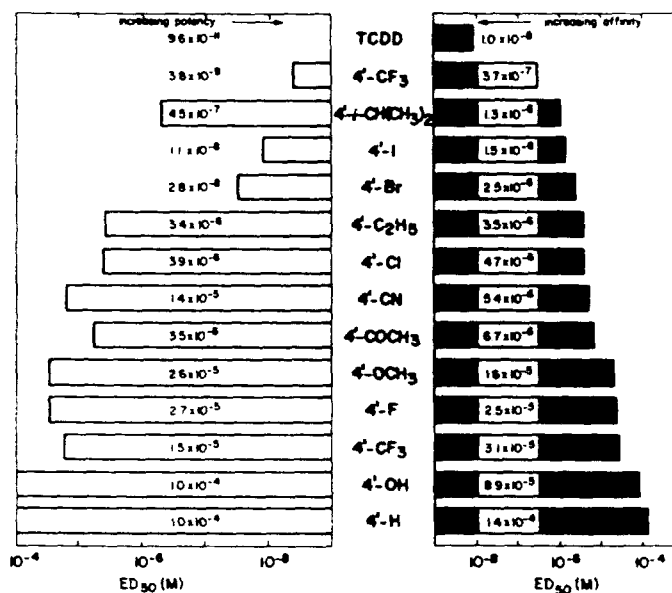 increasing potency
increasing affinity
9.6 x 10⁻¹¹ TCDD 1.0 x 10⁻⁸
3.8 x 10⁻⁹ 4'-CF₃ 3.7 x 10⁻⁷
4.5 x 10⁻⁷ 4'-i-CH(CH₃)₂ 1.3 x 10⁻⁶
1.1 x 10⁻⁸ 4'-I 1.5 x 10⁻⁶
2.8 x 10⁻⁸ 4'-Br 2.5 x 10⁻⁶
3.4 x 10⁻⁶ 4'-C₂H₅ 3.5 x 10⁻⁶
3.9 x 10⁻⁶ 4'-Cl 4.7 x 10⁻⁶
1.4 x 10⁻⁵ 4'-CN 5.4 x 10⁻⁶
3.5 x 10⁻⁶ 4'-COCH₃ 6.7 x 10⁻⁶
2.6 x 10⁻⁵ 4'-OCH₃ 1.6 x 10⁻⁵
2.7 x 10⁻⁵ 4'-F 2.5 x 10⁻⁵
1.5 x 10⁻⁵ 4'-CF₃ 3.1 x 10⁻⁵
1.0 x 10⁻⁴ 4'-OH 8.9 x 10⁻⁵
1.0 x 10⁻⁴ 4'-H 1.4 x 10⁻⁴
10⁻⁴ 10⁻⁶ 10⁻⁸ 10⁻⁸ 10⁻⁶ 10⁻⁴
ED₅₀ (M) ED₅₀ (M)